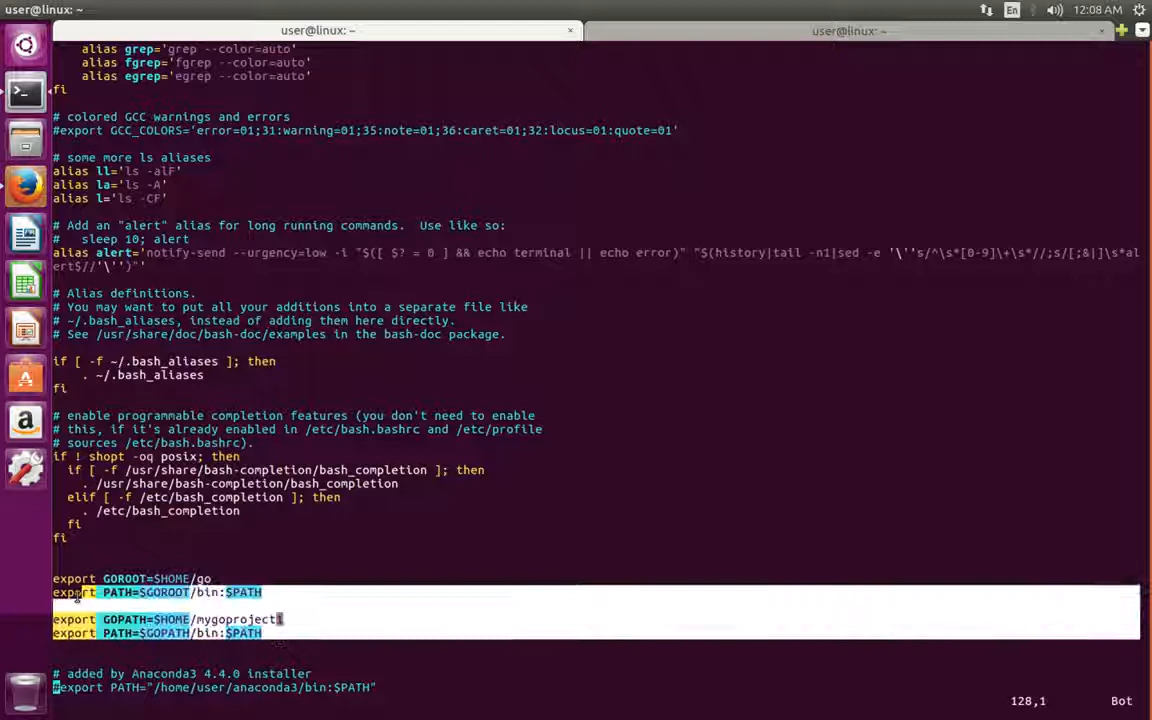 user@linux: ~
En
12:08 AM
user@linux: ~
×
user@linux: ~
×
alias grep='grep --color=auto'
alias fgrep='fgrep --color=auto'
alias egrep='egrep --color=auto'
fi
# colored GCC warnings and errors
#export GCC_COLORS='error=01;31:warning=01;35:note=01;36:caret=01;32:locus=01:quote=01'
# some more ls aliases
alias ll='ls -alF'
alias la='ls -A'
alias l='ls -CF'
# Add an "alert" alias for long running commands.  Use like so:
#   sleep 10; alert
alias alert='notify-send --urgency=low -i "$([ $? = 0 ] && echo terminal || echo error)" "$(history|tail -n1|sed -e '\''s/^\s*[0-9]\+\s*//;s/[;&|]\s*al
ert$//'\'')"'
# Alias definitions.
# You may want to put all your additions into a separate file like
# ~/.bash_aliases, instead of adding them here directly.
# See /usr/share/doc/bash-doc/examples in the bash-doc package.
if [ -f ~/.bash_aliases ]; then
. ~/.bash_aliases
fi
# enable programmable completion features (you don't need to enable
# this, if it's already enabled in /etc/bash.bashrc and /etc/profile
# sources /etc/bash.bashrc).
if ! shopt -oq posix; then
if [ -f /usr/share/bash-completion/bash_completion ]; then
. /usr/share/bash-completion/bash_completion
elif [ -f /etc/bash_completion ]; then
. /etc/bash_completion
fi
fi
export GOROOT=$HOME/go
export PATH=$GOROOT/bin:$PATH
export GOPATH=$HOME/mygoproject1
export PATH=$GOPATH/bin:$PATH
# added by Anaconda3 4.4.0 installer
#export PATH="/home/user/anaconda3/bin:$PATH"
128,1
Bot